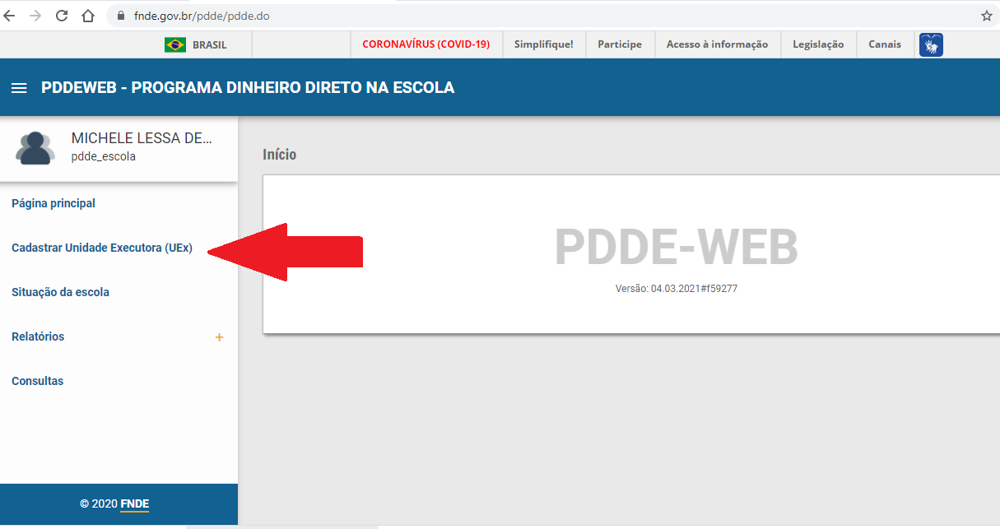 fnde.gov.br/pdde/pdde.do
BRASIL
CORONAVÍRUS (COVID-19)
Simplifique!
Participe
Acesso à informação
Legislação
Canais
PDDEWEB - PROGRAMA DINHEIRO DIRETO NA ESCOLA
MICHELE LESSA DE...
pdde_escola
Página principal
Cadastrar Unidade Executora (UEx)
Situação da escola
Relatórios +
Consultas
© 2020 FNDE
Início
PDDE-WEB
Versão: 04.03.2021#f59277